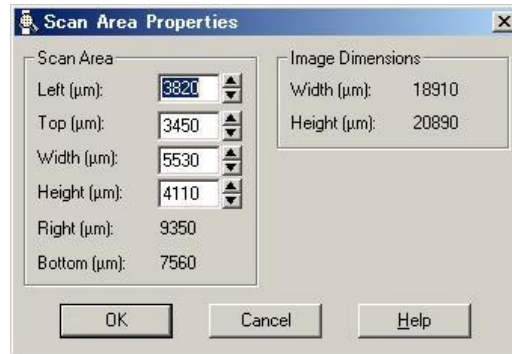 Scan Area Properties
Scan Area
Left (µm): 3820
Top (µm): 3450
Width (µm): 5530
Height (µm): 4110
Right (µm): 9350
Bottom (µm): 7560
Image Dimensions
Width (µm): 18910
Height (µm): 20890
OK Cancel Help